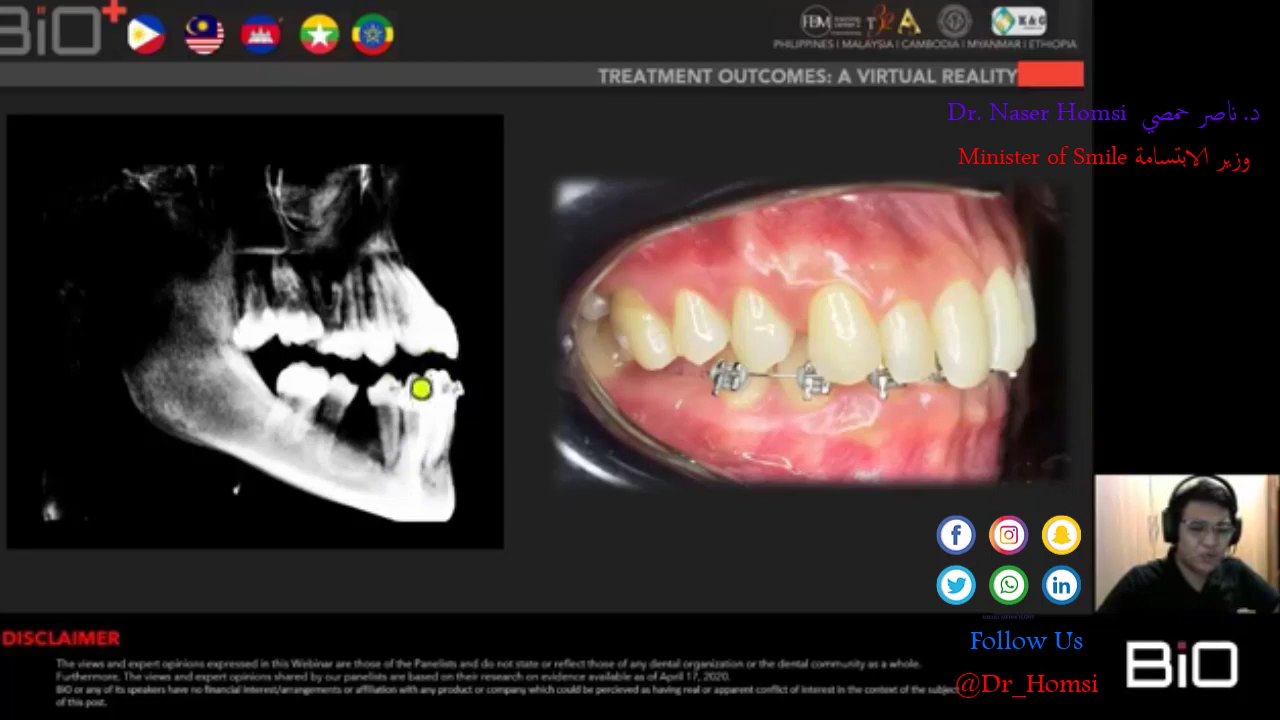 BiO+
FDM
K&G
PHILIPPINES | MALAYSIA | CAMBODIA | MYANMAR | ETHIOPIA
TREATMENT OUTCOMES: A VIRTUAL REALITY
Dr. Naser Homsi د. ناصر حمصي
Minister of Smile وزير الابتسامة
Follow Us
@Dr_Homsi
BiO
DISCLAIMER
The views and expert opinions expressed in this Webinar are those of the Panelists and do not state or reflect those of any dental organization or the dental community as a whole.
Furthermore, The views and expert opinions shared by our panelists are based on their research on evidence available as of April 17, 2020.
BiO or any of its speakers have no financial interest/arrangements or affiliation with any product or company which could be percieved as having real or apparent conflict of interest in the context of the subject
of this post.